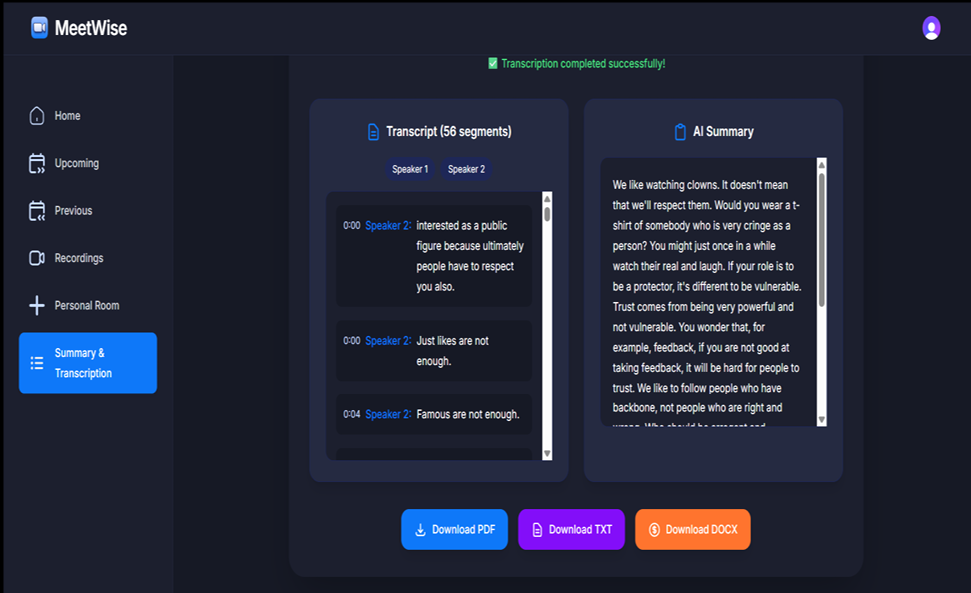 MeetWise
✅ Transcription completed successfully!
Home
Upcoming
Previous
Recordings
Personal Room
Summary &
Transcription
Transcript (56 segments)
Speaker 1 Speaker 2
0:00 Speaker 2: interested as a public
figure because ultimately
people have to respect
you also.
0:00 Speaker 2: Just likes are not
enough.
0:04 Speaker 2: Famous are not enough.
AI Summary
We like watching clowns. It doesn't mean
that we'll respect them. Would you wear a t-
shirt of somebody who is very cringe as a
person? You might just once in a while
watch their real and laugh. If your role is to
be a protector, it's different to be vulnerable.
Trust comes from being very powerful and
not vulnerable. You wonder that, for
example, feedback, if you are not good at
taking feedback, it will be hard for people to
trust. We like to follow people who have
backbone, not people who are right and
wrong. Who should be arrogant and
Download PDF Download TXT Download DOCX